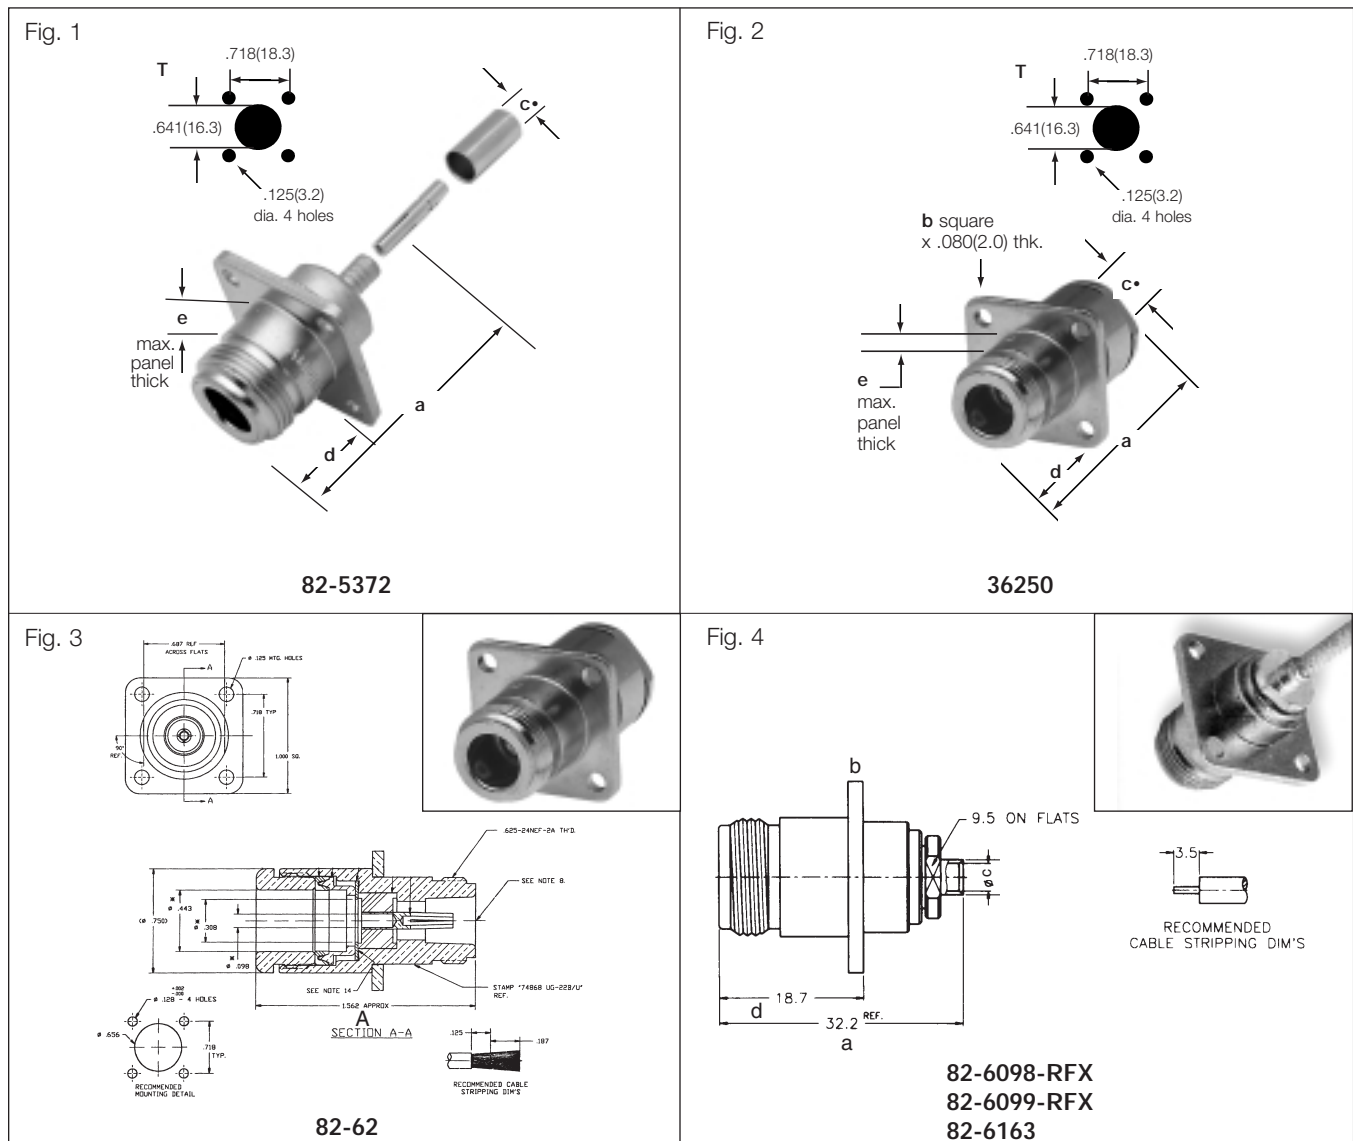 Fig. 1
.718(18.3)
T
.641(16.3)
.125(3.2)
dia. 4 holes
c•
e
max.
panel
thick
a
d
82-5372
Fig. 2
.718(18.3)
T
.641(16.3)
.125(3.2)
dia. 4 holes
b square
x .080(2.0) thk.
c•
e
max.
panel
thick
a
d
36250
Fig. 3
.687 REF
ACROSS FLATS
A
ø .125 MTG. HOLES
.718 TYP
90°
REF.
1.000 SQ.
A
.625-24NEF-2A TH'D.
SEE NOTE 8.
(ø .750)
ø .443
ø .308
ø .098
SEE NOTE 14
STAMP "74868 UG-22B/U"
REF.
1.562 APPROX
A
SECTION A-A
+.002
-.008
ø .128 - 4 HOLES
ø .656
.718
TYP.
RECOMMENDED
MOUNTING DETAIL
.125
.187
RECOMMENDED CABLE
STRIPPING DIM'S
82-62
Fig. 4
b
9.5 ON FLATS
øC
3.5
RECOMMENDED
CABLE STRIPPING DIM'S
18.7
d
32.2 REF.
a
82-6098-RFX
82-6099-RFX
82-6163